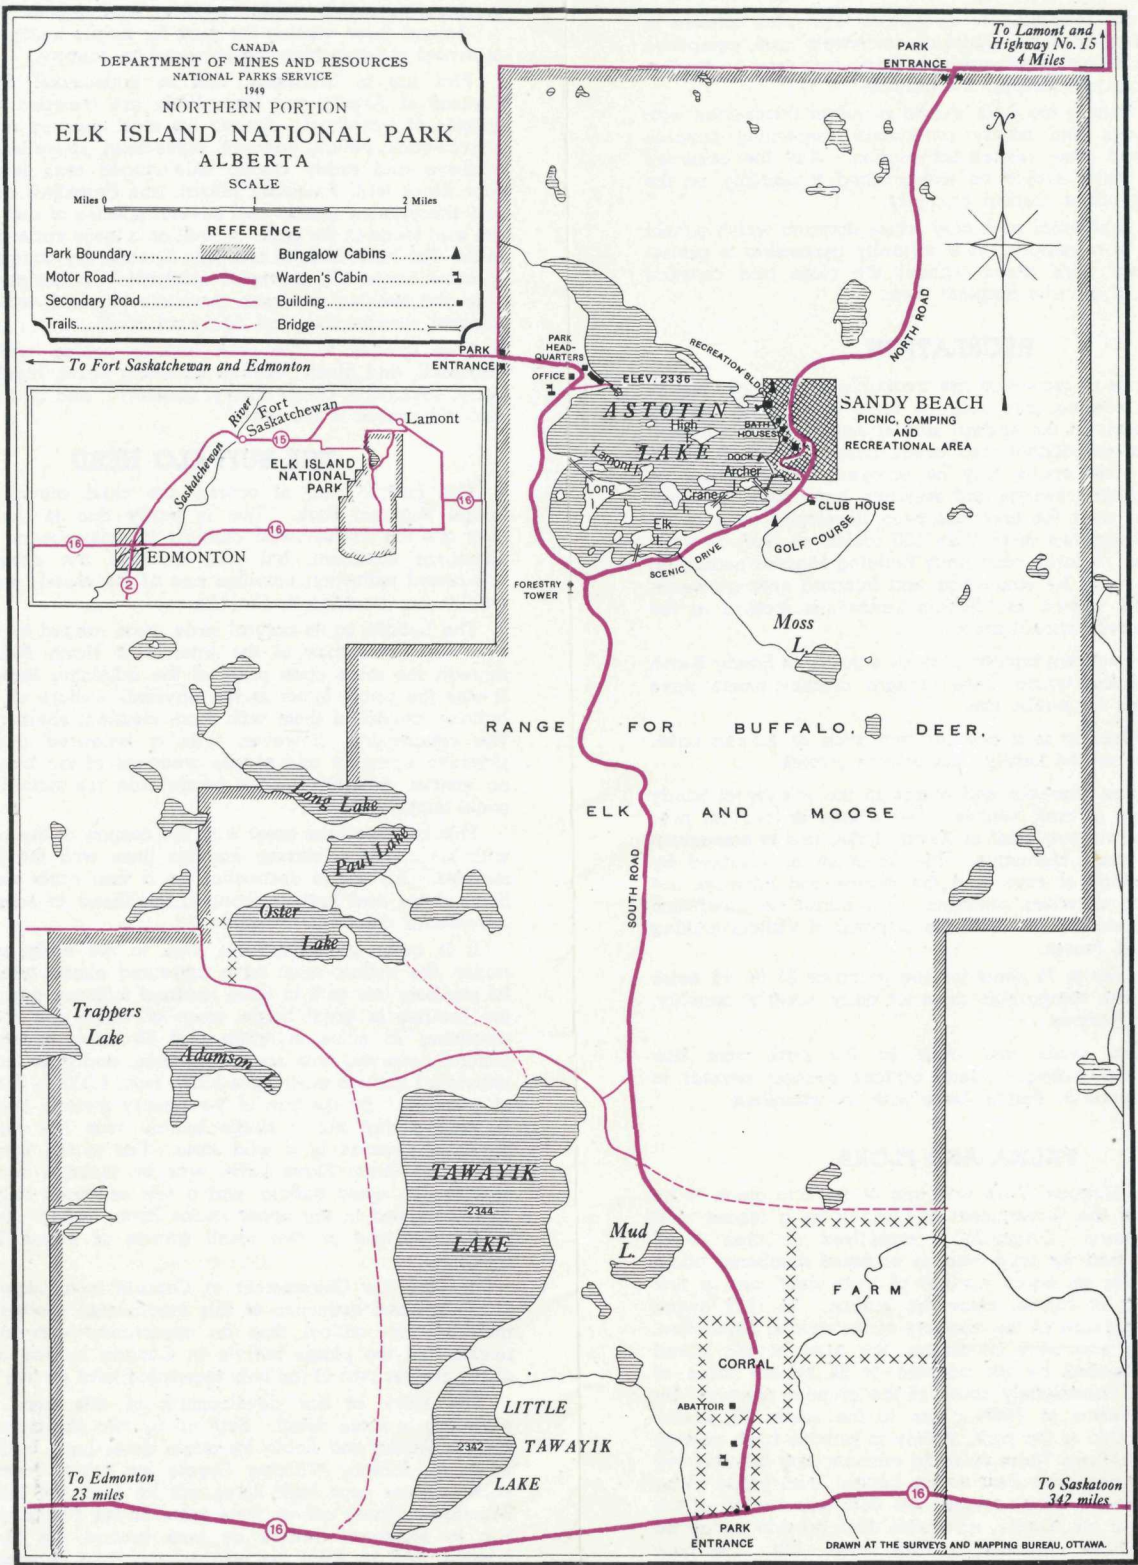 CANADA
DEPARTMENT OF MINES AND RESOURCES
NATIONAL PARKS SERVICE
1949
NORTHERN PORTION
ELK ISLAND NATIONAL PARK
ALBERTA
SCALE
Miles 0 1 2 Miles
REFERENCE
Park Boundary
Motor Road
Secondary Road
Trails
Bungalow Cabins
Warden's Cabin
Building
Bridge
To Lamont and
Highway No. 15
4 Miles
PARK
ENTRANCE
N
To Fort Saskatchewan and Edmonton
PARK
ENTRANCE
PARK
HEAD-
QUARTERS
OFFICE
ELEV. 2336
RECREATION BLDG
NORTH ROAD
ASTOTIN
LAKE
High
I.
BATH
HOUSES
DOCK
Archer
I.
Lamont
I.
Long
I.
Crane
I.
Elk
I.
SANDY BEACH
PICNIC, CAMPING
AND
RECREATIONAL AREA
CLUB HOUSE
GOLF COURSE
SCENIC DRIVE
FORESTRY
TOWER
Moss
L.
Saskatchewan River
Fort
Saskatchewan
Lamont
15
ELK ISLAND
NATIONAL
PARK
16
16
16
EDMONTON
2
RANGE FOR BUFFALO, DEER,
ELK AND MOOSE
Long Lake
Paul Lake
Oster
Lake
SOUTH ROAD
Trappers
Lake
Adamson L.
TAWAYIK
2344
LAKE
Mud
L.
FARM
CORRAL
ABATTOIR
LITTLE
TAWAYIK
LAKE
2342
To Edmonton
23 miles
16
16
To Saskatoon
342 miles
PARK
ENTRANCE
DRAWN AT THE SURVEYS AND MAPPING BUREAU, OTTAWA.